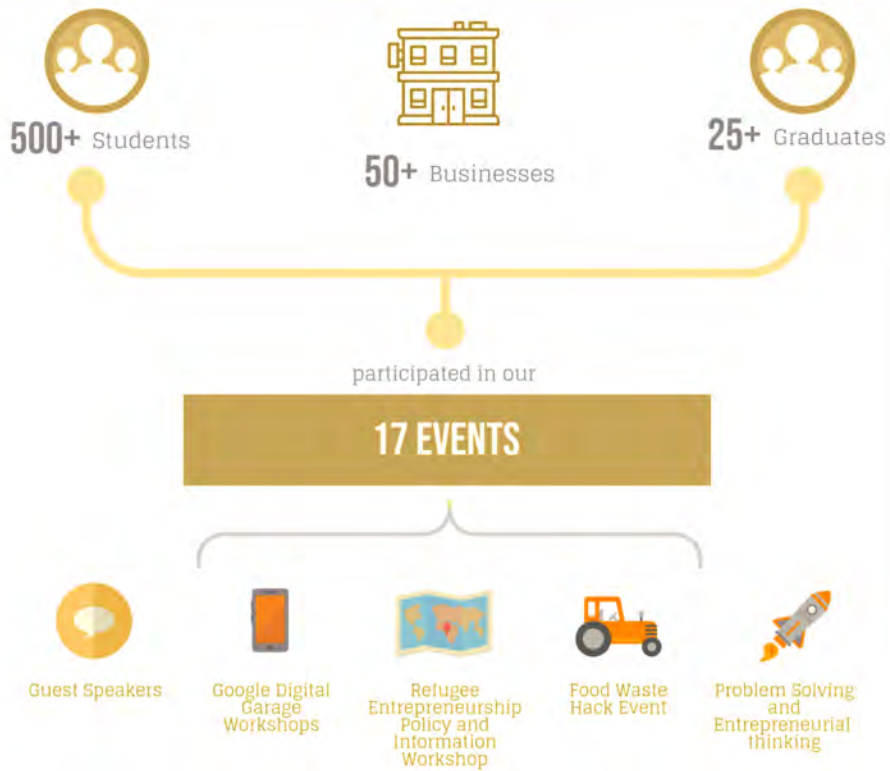 500+ Students
50+ Businesses
25+ Graduates
participated in our
17 EVENTS
Guest Speakers
Google Digital
Garage
Workshops
Refugee
Entrepreneurship
Policy and
Information
Workshop
Food Waste
Hack Event
Problem Solving
and
Entrepreneurial
thinking